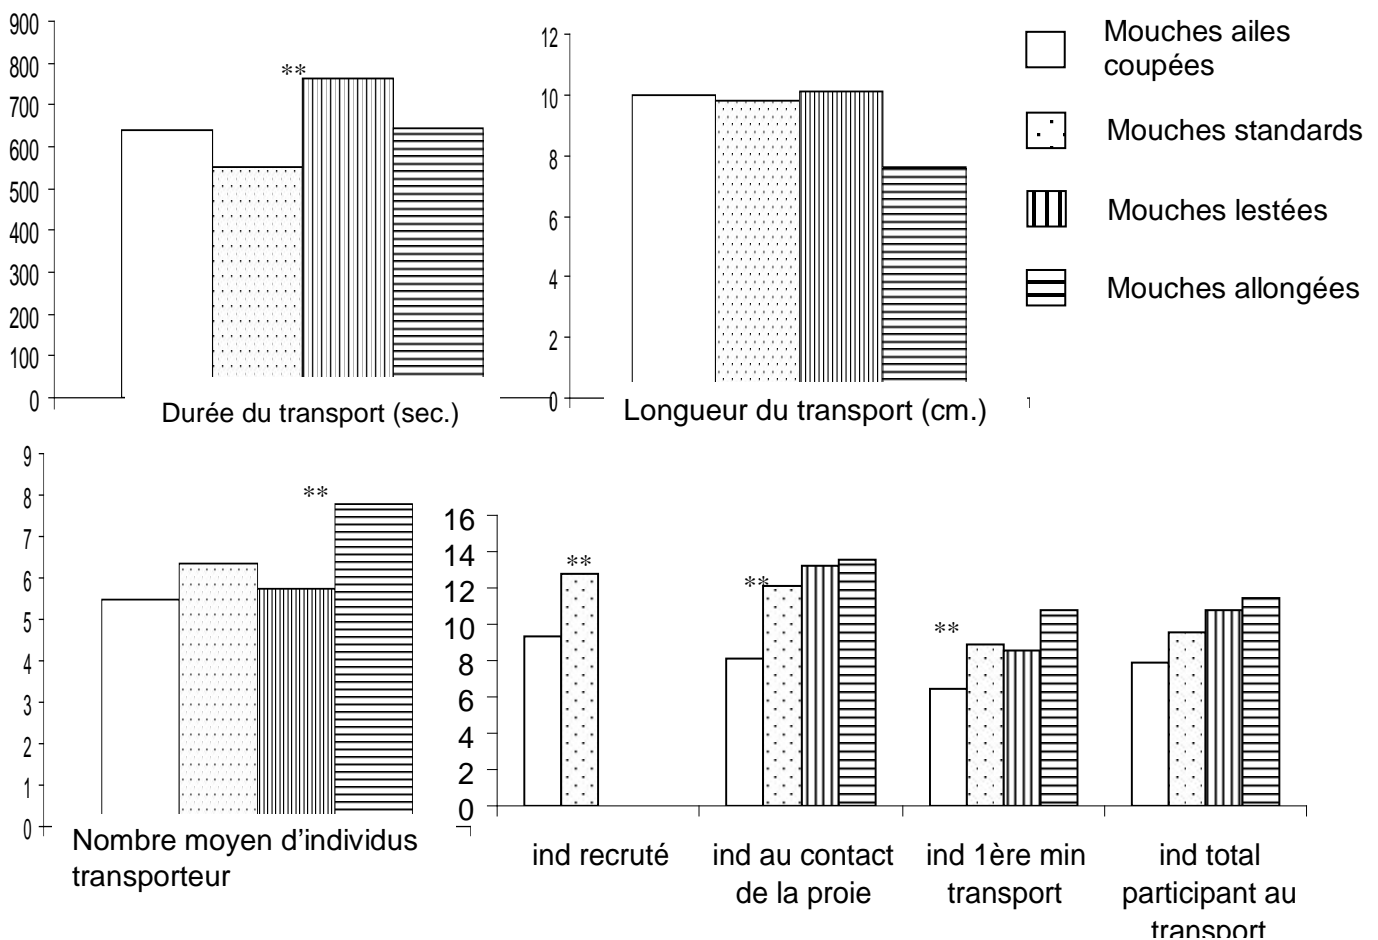 900
800
700
600
500
400
300
200
100
0
**
Durée du transport (sec.)
12
10
8
6
4
2
0
Longueur du transport (cm.)
Mouches ailes
coupées
Mouches standards
Mouches lestées
Mouches allongées
9
8
7
6
5
4
3
2
1
0
**
Nombre moyen d’individus
transporteur
16
14
12
10
8
6
4
2
0
**
**
**
ind recruté
ind au contact
de la proie
ind 1ère min
transport
ind total
participant au
transport